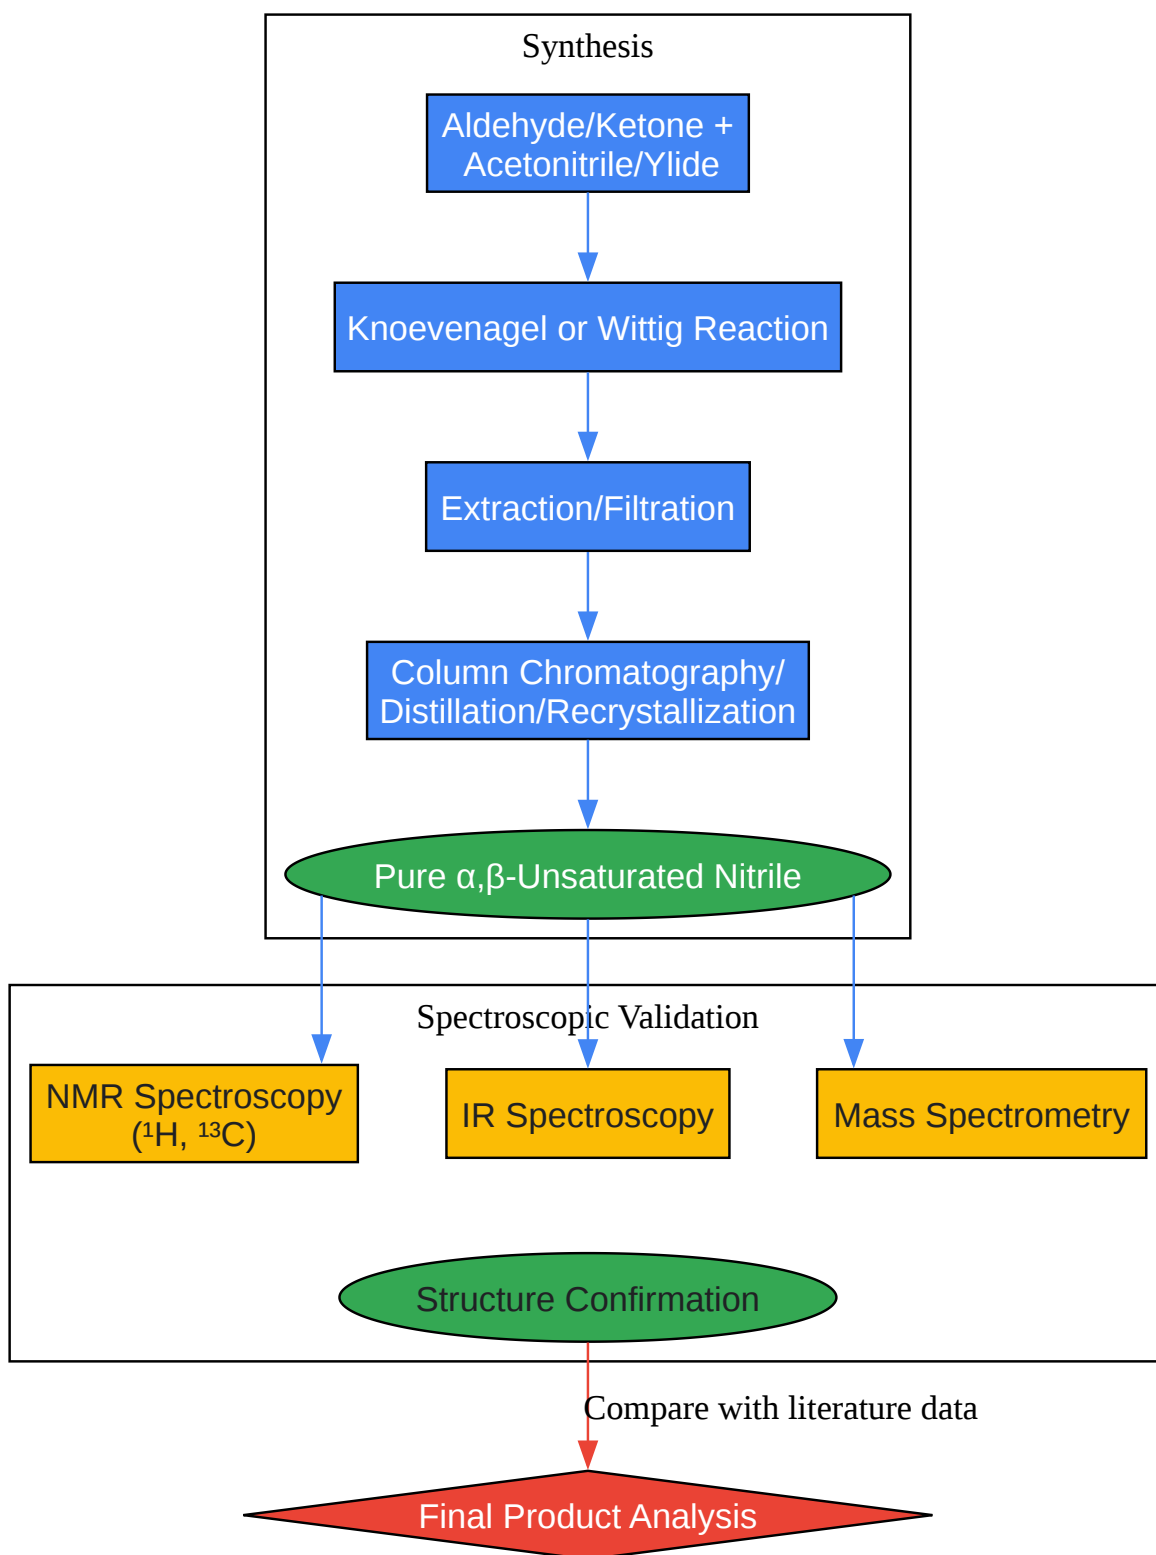 Synthesis
Aldehyde/Ketone +
Acetonitrile/Ylide
Knoevenagel or Wittig Reaction
Extraction/Filtration
Column Chromatography/
Distillation/Recrystallization
Pure α,β-Unsaturated Nitrile
Spectroscopic Validation
NMR Spectroscopy
(¹H, ¹³C)
IR Spectroscopy
Mass Spectrometry
Structure Confirmation
Compare with literature data
Final Product Analysis